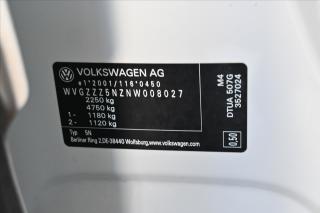 VOLKSWAGEN AG
e1*2001/116*0450
WVGZZZ5NZNW008027
2250 kg
4750 kg
1- 1180 kg
2- 1120 kg
Typ 5N
Berliner Ring 2,DE-38440 Wolfsburg,www.volkswagen.com
M4
DTUA 507G
3527024
0,50